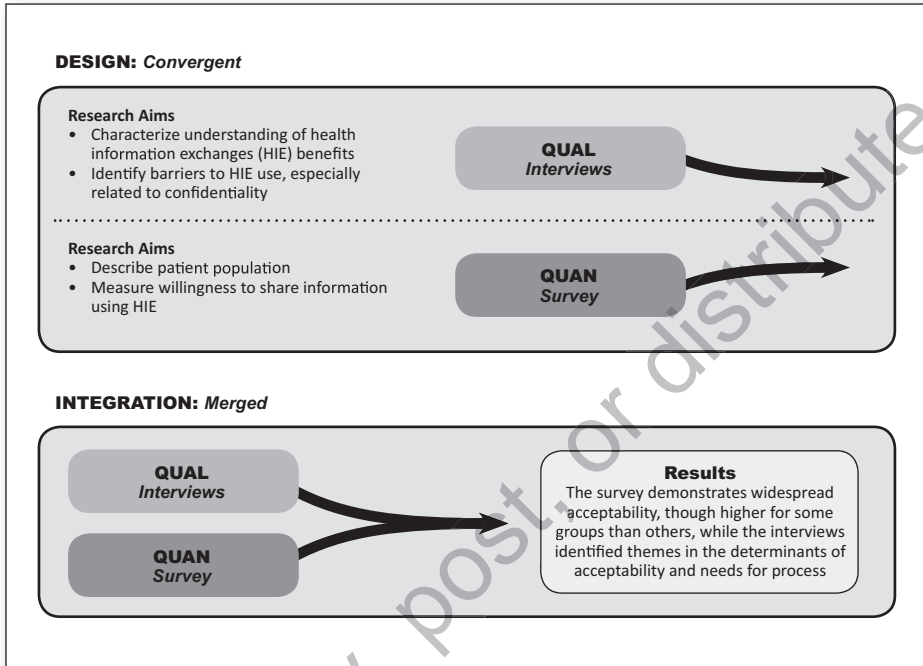 DESIGN: Convergent
Research Aims
• Characterize understanding of health
information exchanges (HIE) benefits
• Identify barriers to HIE use, especially
related to confidentiality
QUAL
Interviews
Research Aims
• Describe patient population
• Measure willingness to share information
using HIE
QUAN
Survey
INTEGRATION: Merged
QUAL
Interviews
QUAN
Survey
Results
The survey demonstrates widespread
acceptability, though higher for some
groups than others, while the interviews
identified themes in the determinants of
acceptability and needs for process
post, or distribute